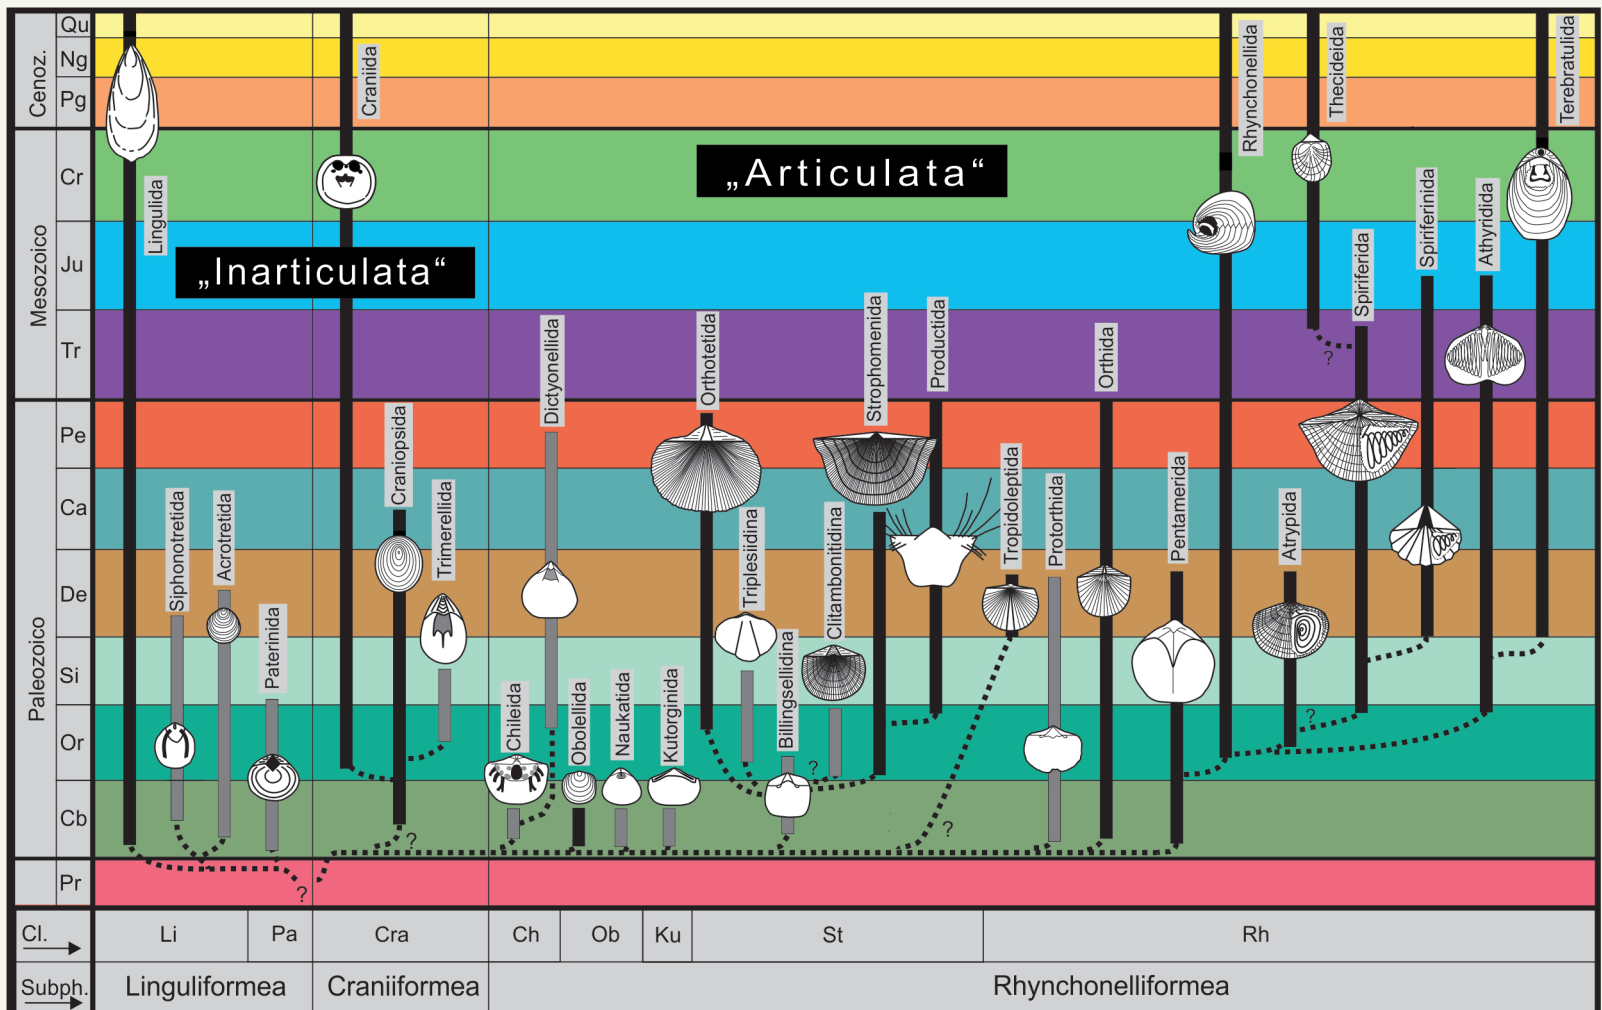 Cenoz.
Qu
Ng
Pg
Mesozoico
Cr
Ju
Tr
Paleozoico
Pe
Ca
De
Si
Or
Cb
Pr
Lingulida
Siphonotretida
Acrotretida
Paterinida
Craniida
Craniopsida
Trimerellida
„Inarticulata“
„Articulata“
Chileida
Dictyonellida
Obolellida
Naukatida
Kutorginida
Orthotetida
Triplesiidina
Billingsellidina
Clitambonitidina
Strophomenida
Productida
Tropidoleptida
Protorthida
Orthida
Pentamerida
Rhynchonellida
Atrypida
Thecideida
Spiriferida
Spiriferinida
Athyridida
Terebratulida
?
?
?
?
?
?
Cl.
Li
Pa
Cra
Ch
Ob
Ku
St
Rh
Subph.
Linguliformea
Craniiformea
Rhynchonelliformea